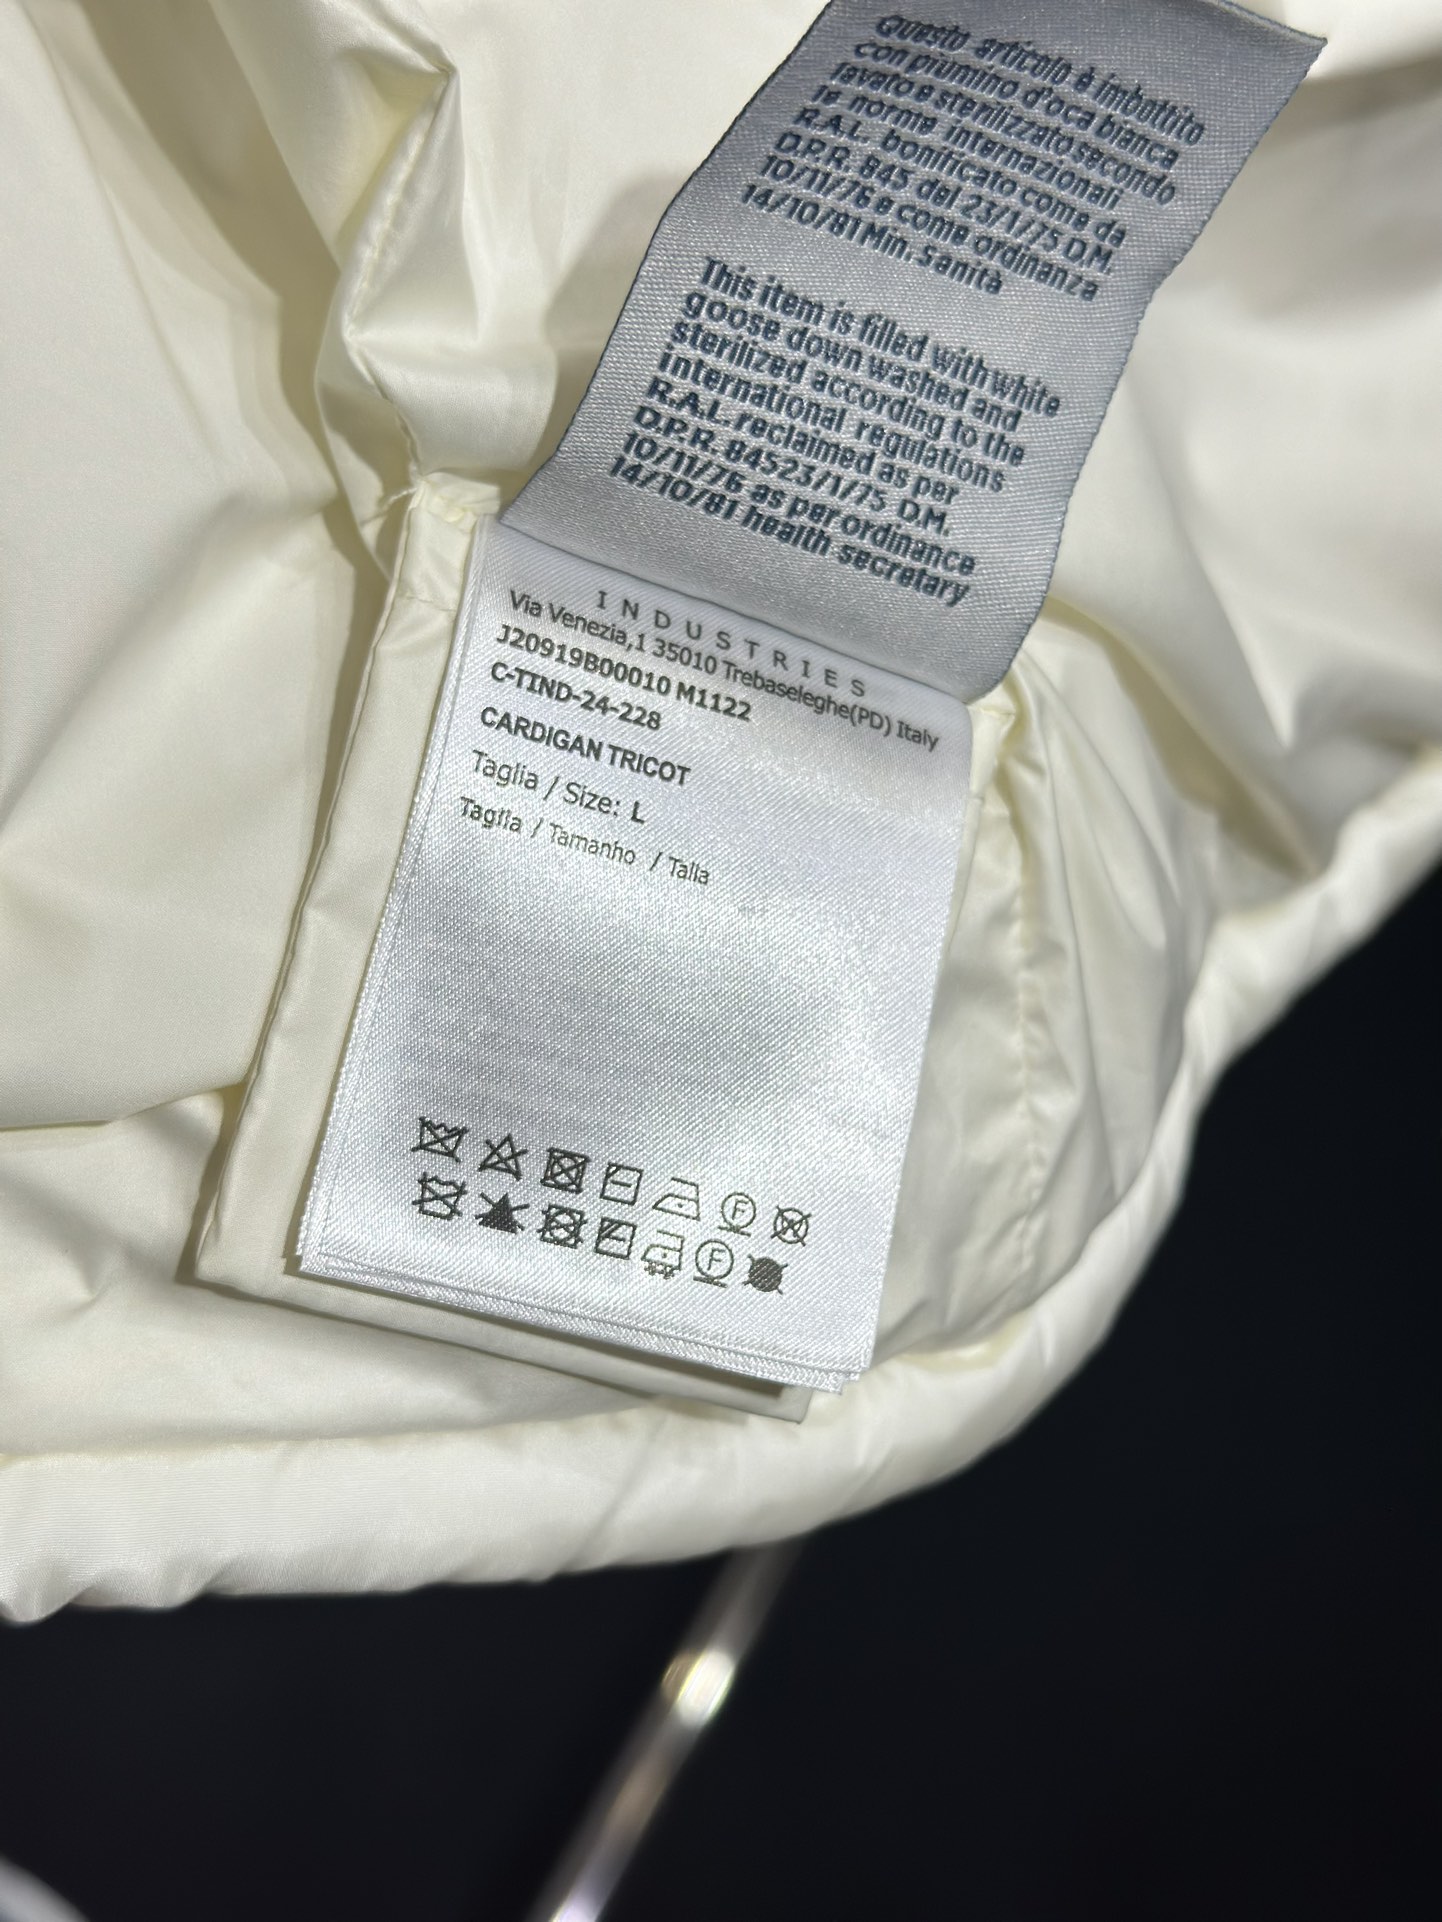 Questo articolo è imbottito
con piumino d'oca bianca
lavato e sterilizzato secondo
le norme internazionali
R.A.L. bonificato come da
D.P.R. 845 del 23/1/75 D.M.
10/11/76 e come ordinanza
14/10/81 Min. Sanità
This item is filled with white
goose down washed and
sterilized according to the
international regulations
R.A.L. reclaimed as per
D.P.R. 84523/1/75 D.M.
10/11/76 as per ordinance
14/10/81 health secretary
INDUSTRIES
Via Venezia,1 35010 Trebaseleghe(PD) Italy
J20919B00010 M1122
C-TIND-24-228
CARDIGAN TRICOT
Taglia / Size: L
Taglla / Tamanho / Talla
F
F